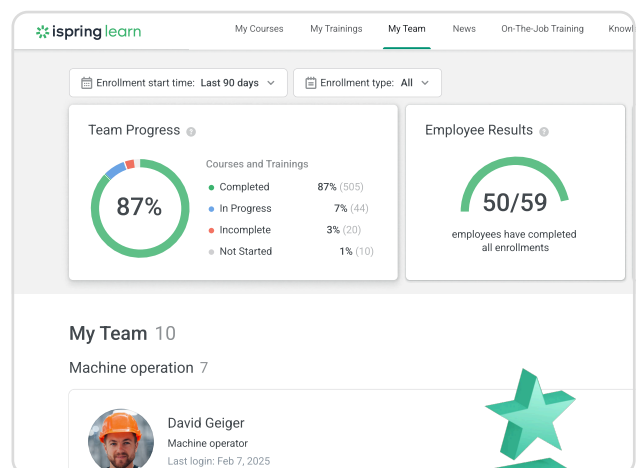 ispring learn
My Courses My Trainings My Team News On-The-Job Training Knowl
Enrollment start time: Last 90 days Enrollment type: All
Team Progress ?
Courses and Trainings
87%
Completed 87% (505)
In Progress 7% (44)
Incomplete 3% (20)
Not Started 1% (10)
Employee Results ?
50/59
employees have completed
all enrollments
My Team 10
Machine operation 7
David Geiger
Machine operator
Last login: Feb 7, 2025